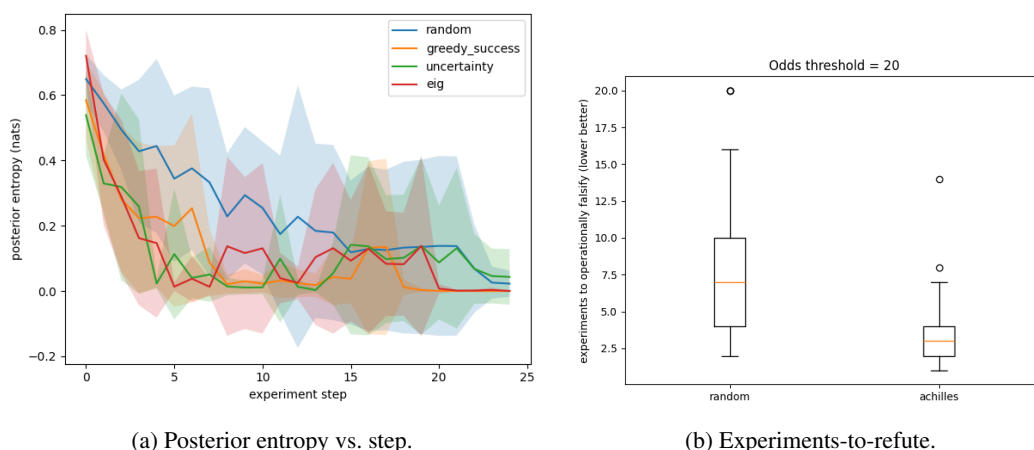 0.8
0.6
0.4
0.2
0.0
−0.2
posterior entropy (nats)
random
greedy_success
uncertainty
eig
0
5
10
15
20
25
experiment step
(a) Posterior entropy vs. step.
Odds threshold = 20
20.0
17.5
15.0
12.5
10.0
7.5
5.0
2.5
experiments to operationally falsify (lower better)
random
achilles
(b) Experiments-to-refute.